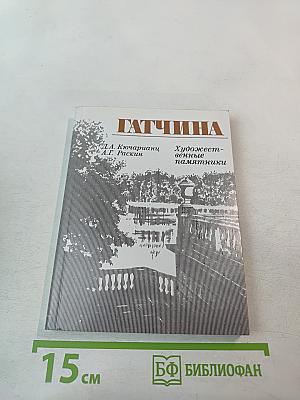 ГАТЧИНА
Д.А. Кючарианц
А.Г. Раскин
Художест-
венные
памятники
15 см
БФ БИБЛИОФАН